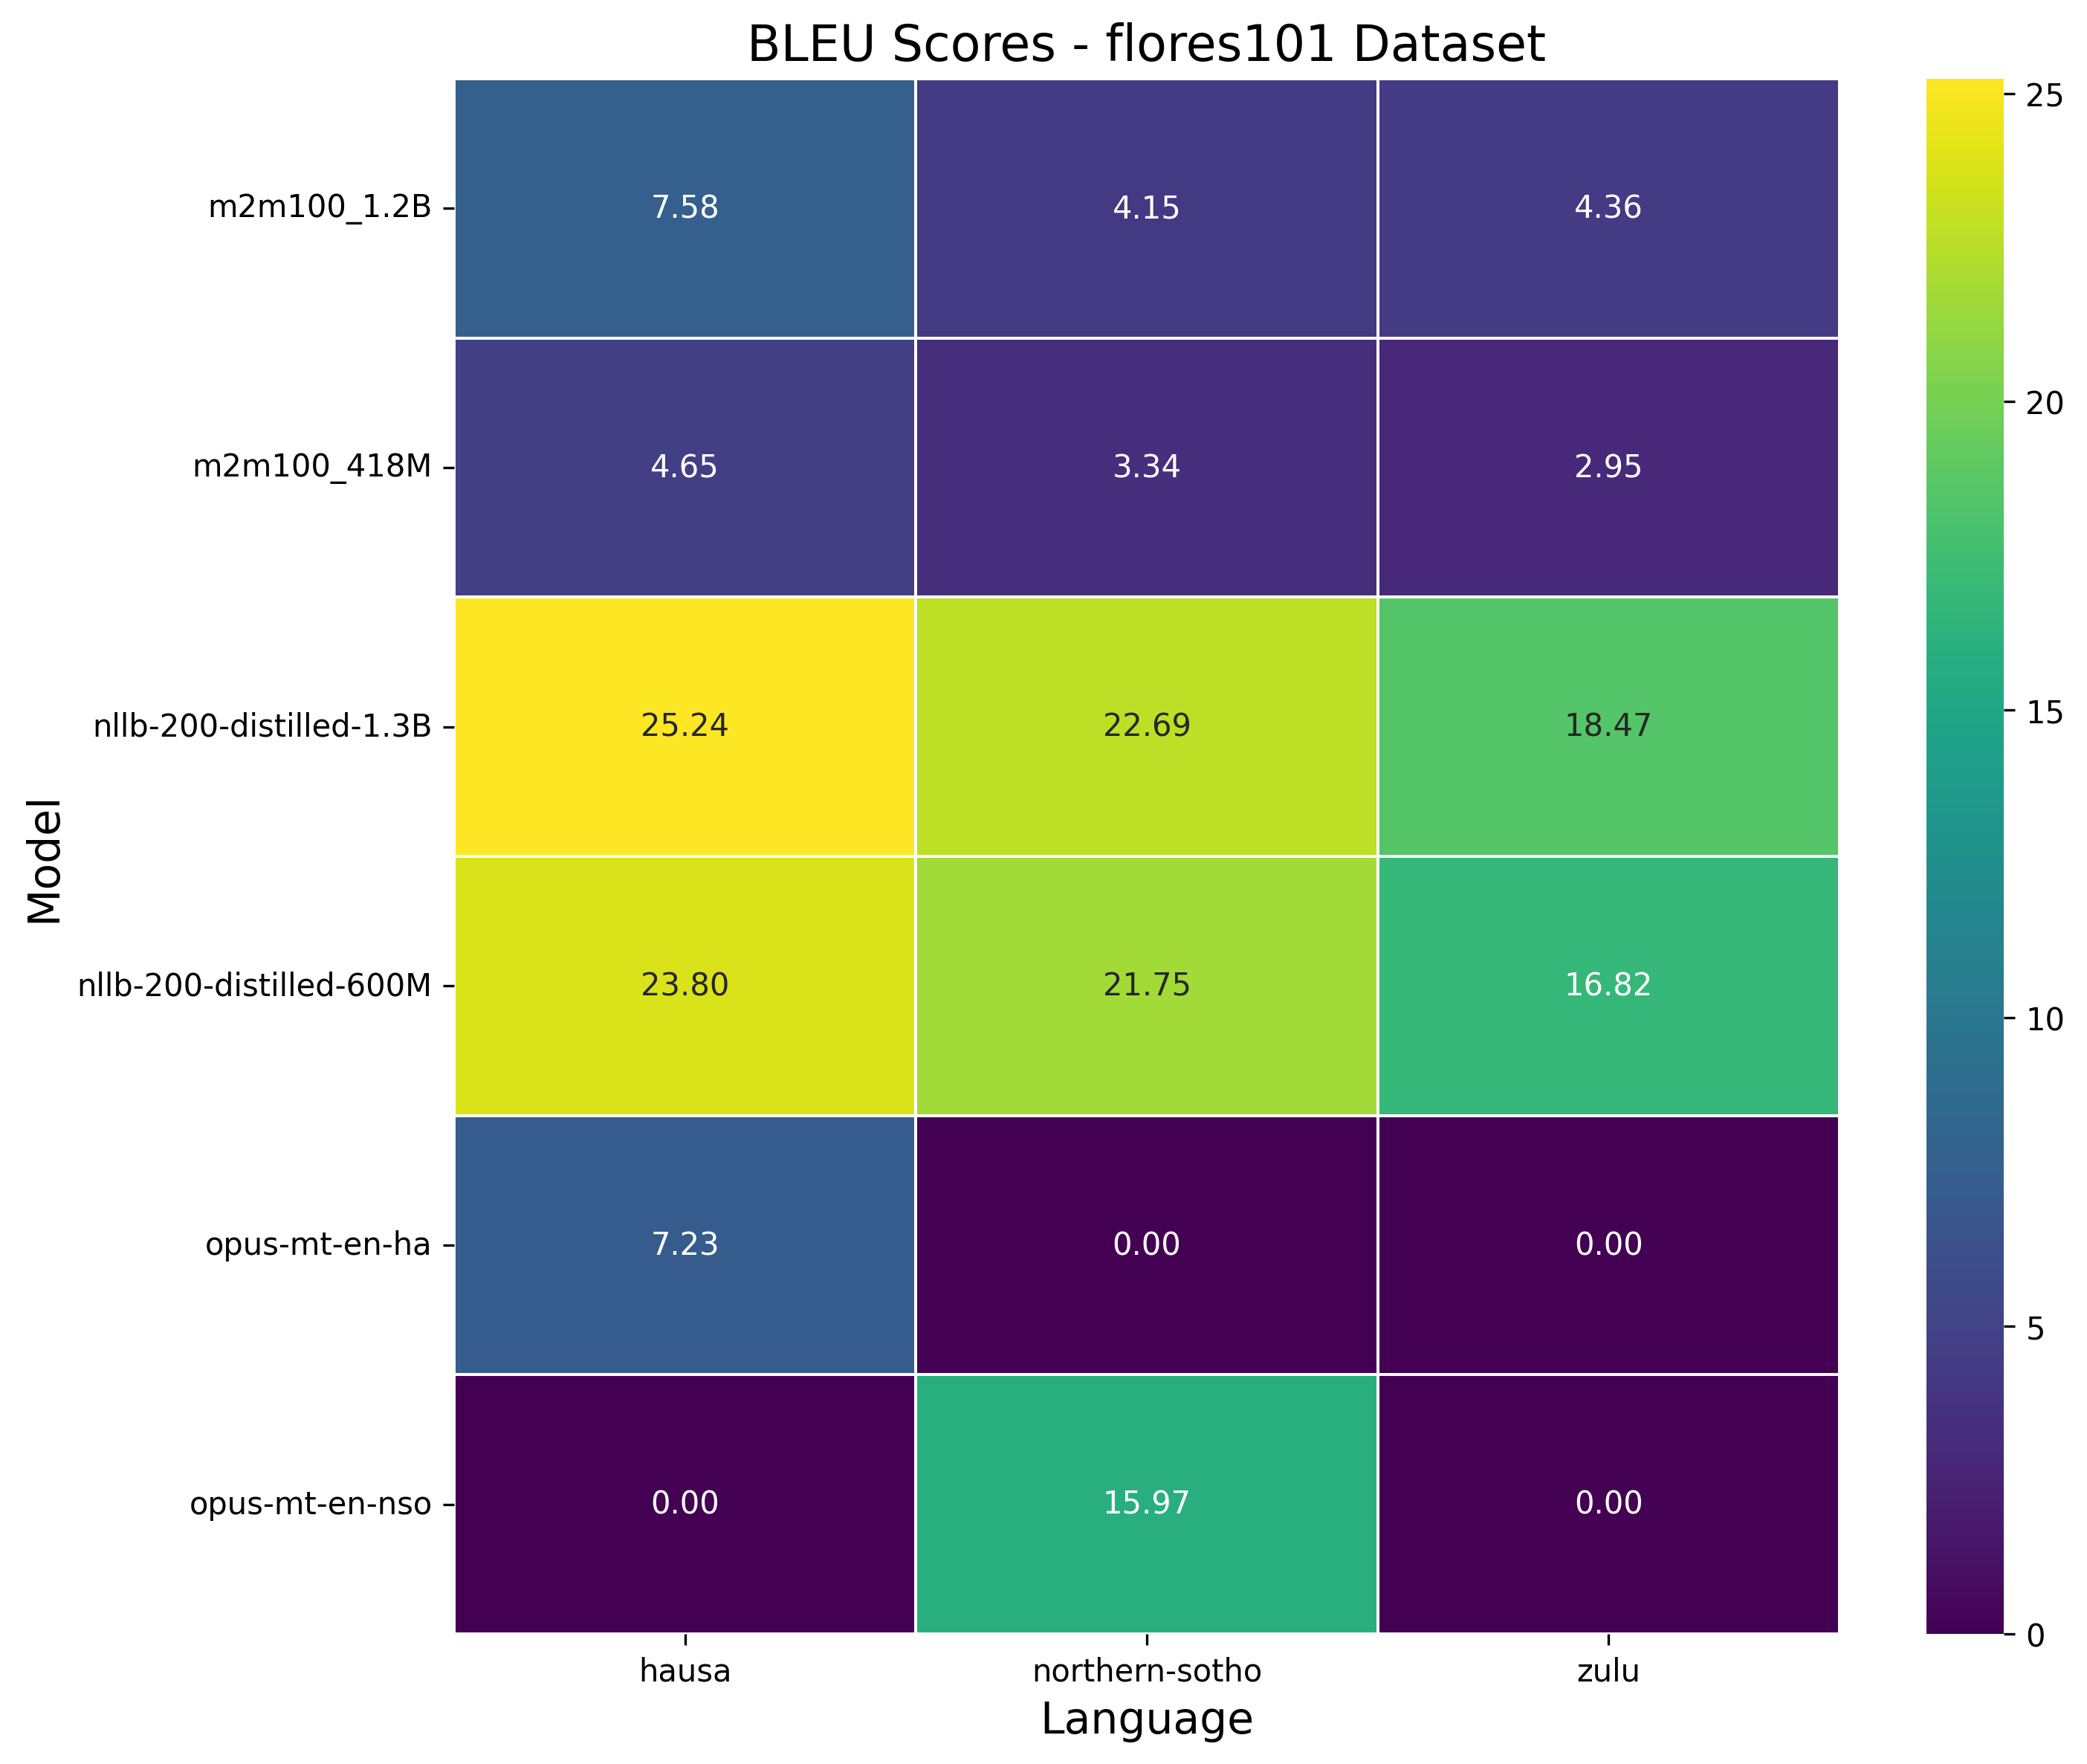 BLEU Scores - flores101 Dataset
Model
m2m100_1.2B 7.58 4.15 4.36
m2m100_418M 4.65 3.34 2.95
nllb-200-distilled-1.3B 25.24 22.69 18.47
nllb-200-distilled-600M 23.80 21.75 16.82
opus-mt-en-ha 7.23 0.00 0.00
opus-mt-en-nso 0.00 15.97 0.00
hausa northern-sotho zulu
Language
25
20
15
10
5
0